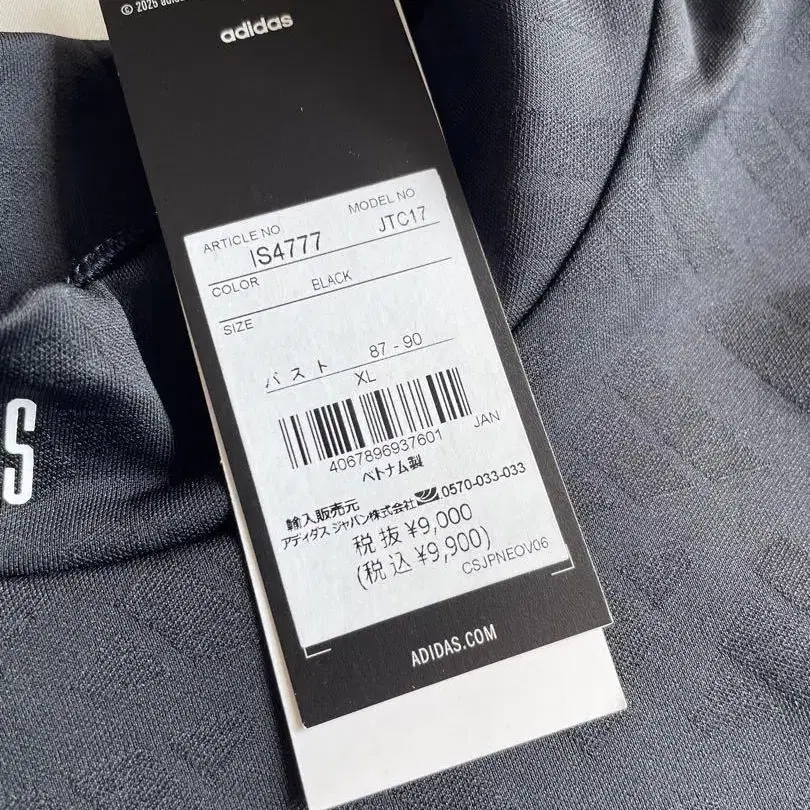 © 2025 adidas
adidas
ARTICLE NO
MODEL NO
IS4777
JTC17
COLOR
BLACK
SIZE
バスト 87 - 90
XL
4067896937601
JAN
ベトナム製
輸入販売元
アディダス ジャパン株式会社 0570-033-033
税抜 ¥9,000
(税込 ¥9,900)
CSJPNEOV06
ADIDAS.COM
S